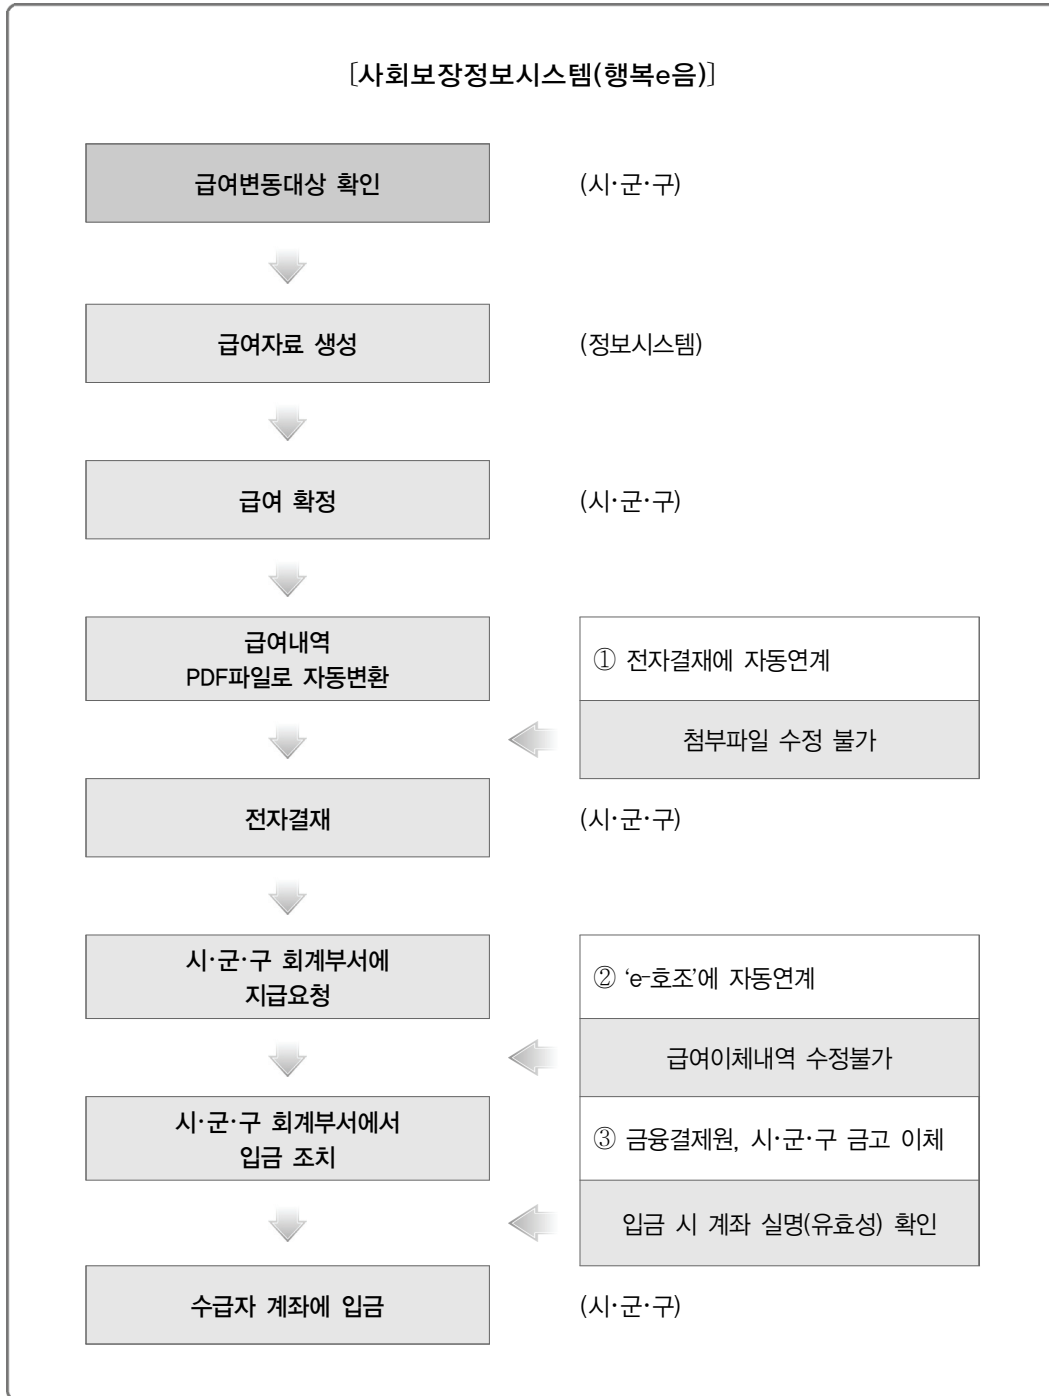 [사회보장정보시스템(행복e음)]
급여변동대상 확인
(시·군·구)
급여자료 생성
(정보시스템)
급여 확정
(시·군·구)
급여내역
PDF파일로 자동변환
① 전자결재에 자동연계
첨부파일 수정 불가
전자결재
(시·군·구)
시·군·구 회계부서에
지급요청
② ‘e-호조’에 자동연계
급여이체내역 수정불가
시·군·구 회계부서에서
입금 조치
③ 금융결제원, 시·군·구 금고 이체
입금 시 계좌 실명(유효성) 확인
수급자 계좌에 입금
(시·군·구)